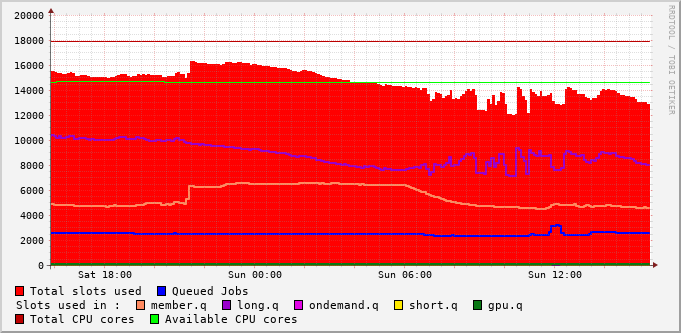 20000
18000
16000
14000
12000
10000
8000
6000
4000
2000
0
Sat 18:00 Sun 00:00 Sun 06:00 Sun 12:00
Total slots used Queued Jobs
Slots used in : member.q long.q ondemand.q short.q gpu.q
Total CPU cores Available CPU cores
RRDTOOL / TOBI OETIKER